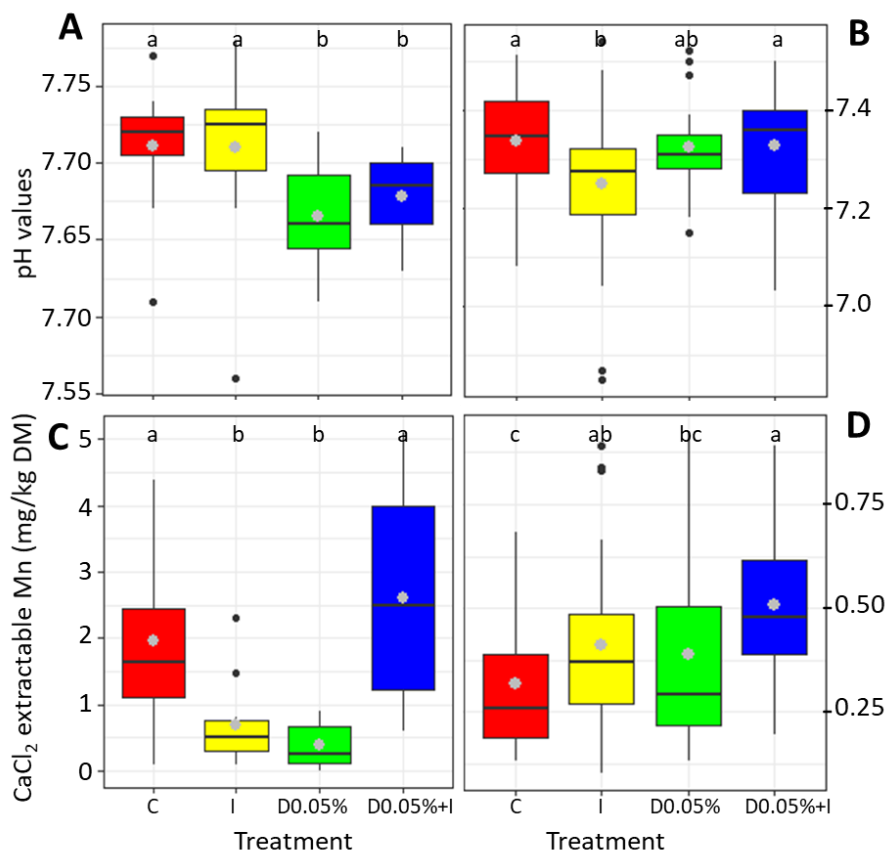 A
a a b b
7.75
7.70
7.65
7.70
7.55
pH values
B
a b ab a
7.4
7.2
7.0
C
a b b a
5
4
3
2
1
0
CaCl₂ extractable Mn (mg/kg DM)
D
c ab bc a
0.75
0.50
0.25
C I D0.05% D0.05%+I
C I D0.05% D0.05%+I
Treatment Treatment